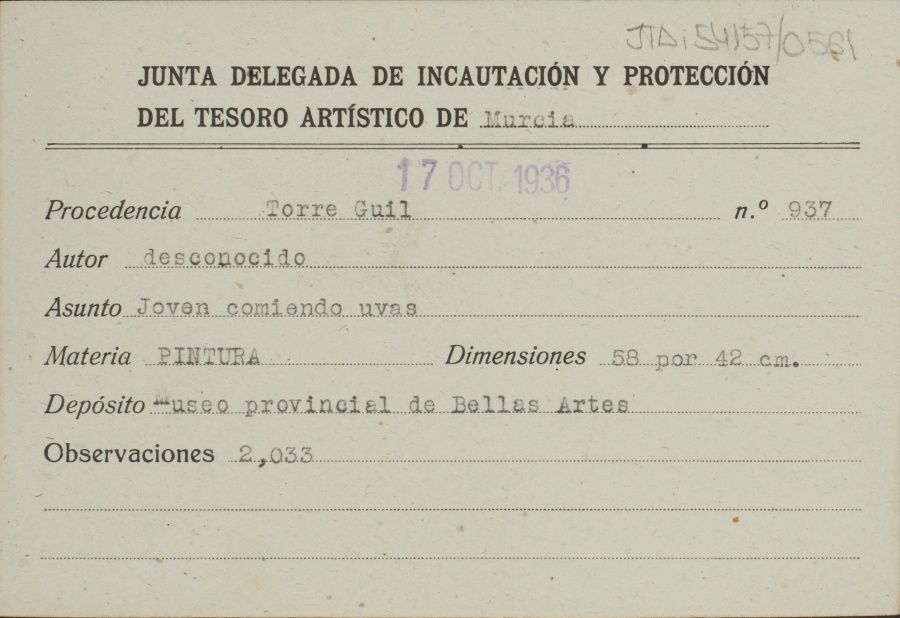 JTD; 54157/0561
JUNTA DELEGADA DE INCAUTACIÓN Y PROTECCIÓN
DEL TESORO ARTÍSTICO DE Murcia
17 OCT. 1936
Procedencia Torre Guil n.º 937
Autor desconocido
Asunto Joven comiendo uvas
Materia PINTURA Dimensiones 58 por 42 cm.
Depósito Museo provincial de Bellas Artes
Observaciones 2,033